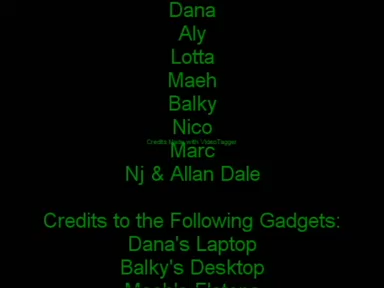 Dana
Aly
Lotta
Maeh
Balky
Nico
Credits Made with VideoTagger
Marc
Nj & Allan Dale
Credits to the Following Gadgets:
Dana's Laptop
Balky's Desktop